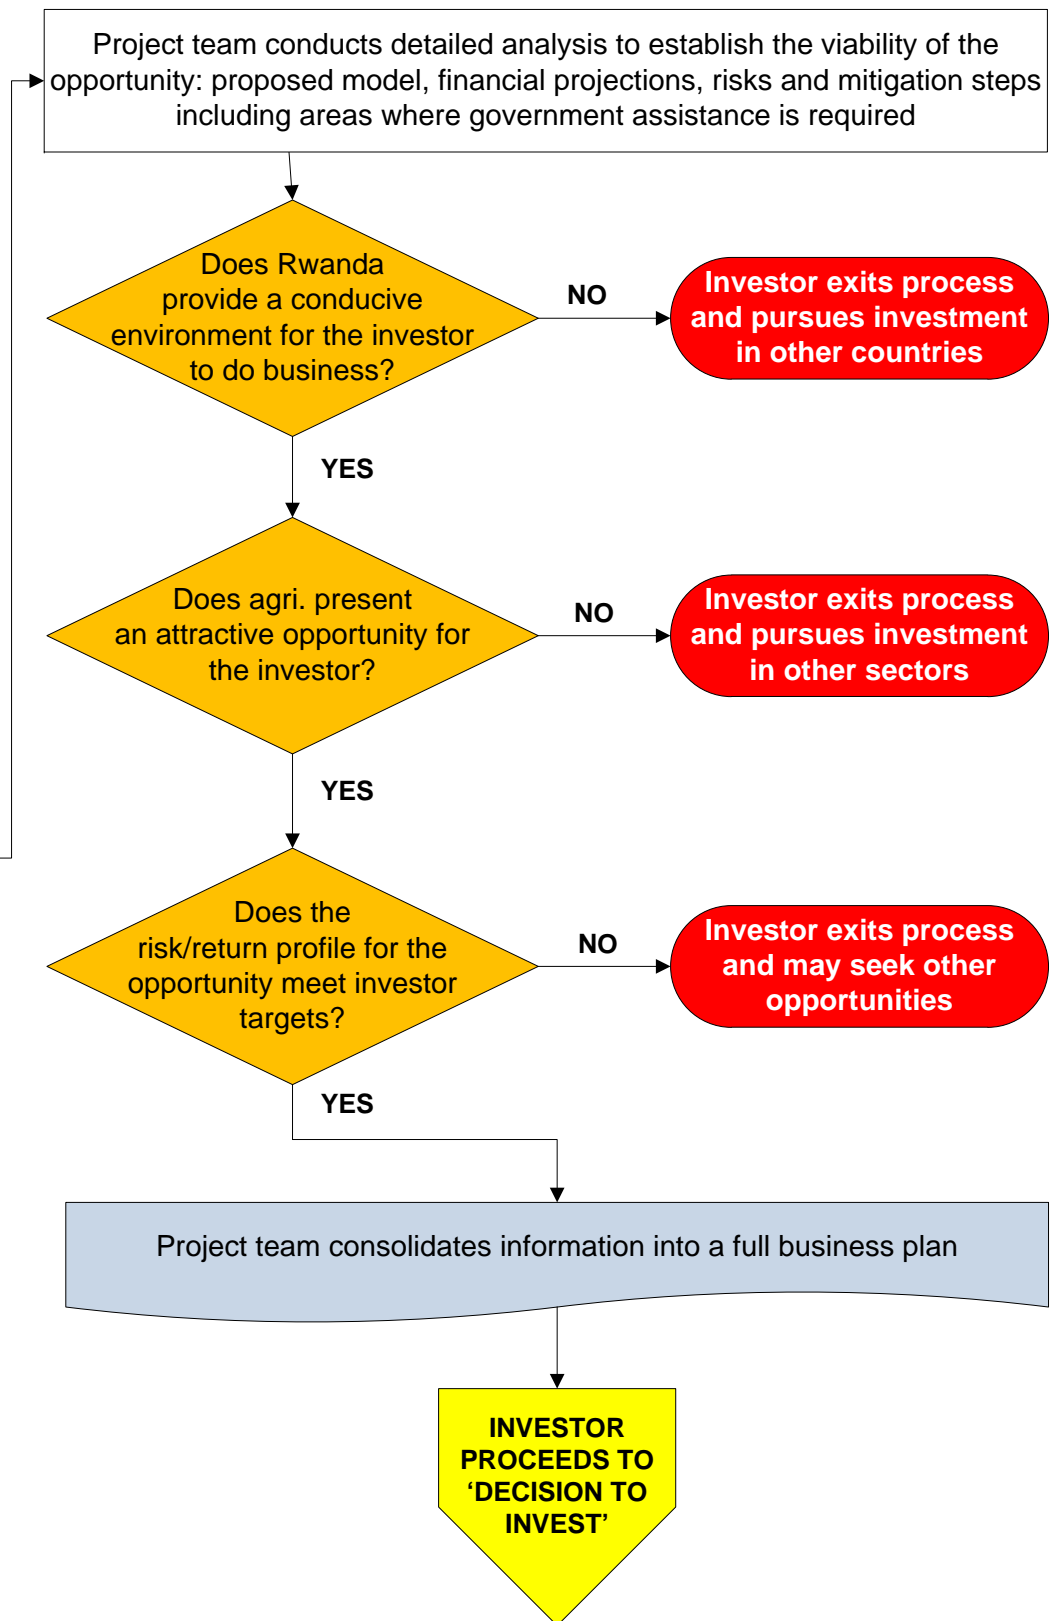 Project team conducts detailed analysis to establish the viability of the
opportunity: proposed model, financial projections, risks and mitigation steps
including areas where government assistance is required
Does Rwanda
provide a conducive
environment for the investor
to do business?
NO
Investor exits process
and pursues investment
in other countries
YES
Does agri. present
an attractive opportunity for
the investor?
NO
Investor exits process
and pursues investment
in other sectors
YES
Does the
risk/return profile for the
opportunity meet investor
targets?
NO
Investor exits process
and may seek other
opportunities
YES
Project team consolidates information into a full business plan
INVESTOR
PROCEEDS TO
‘DECISION TO
INVEST’